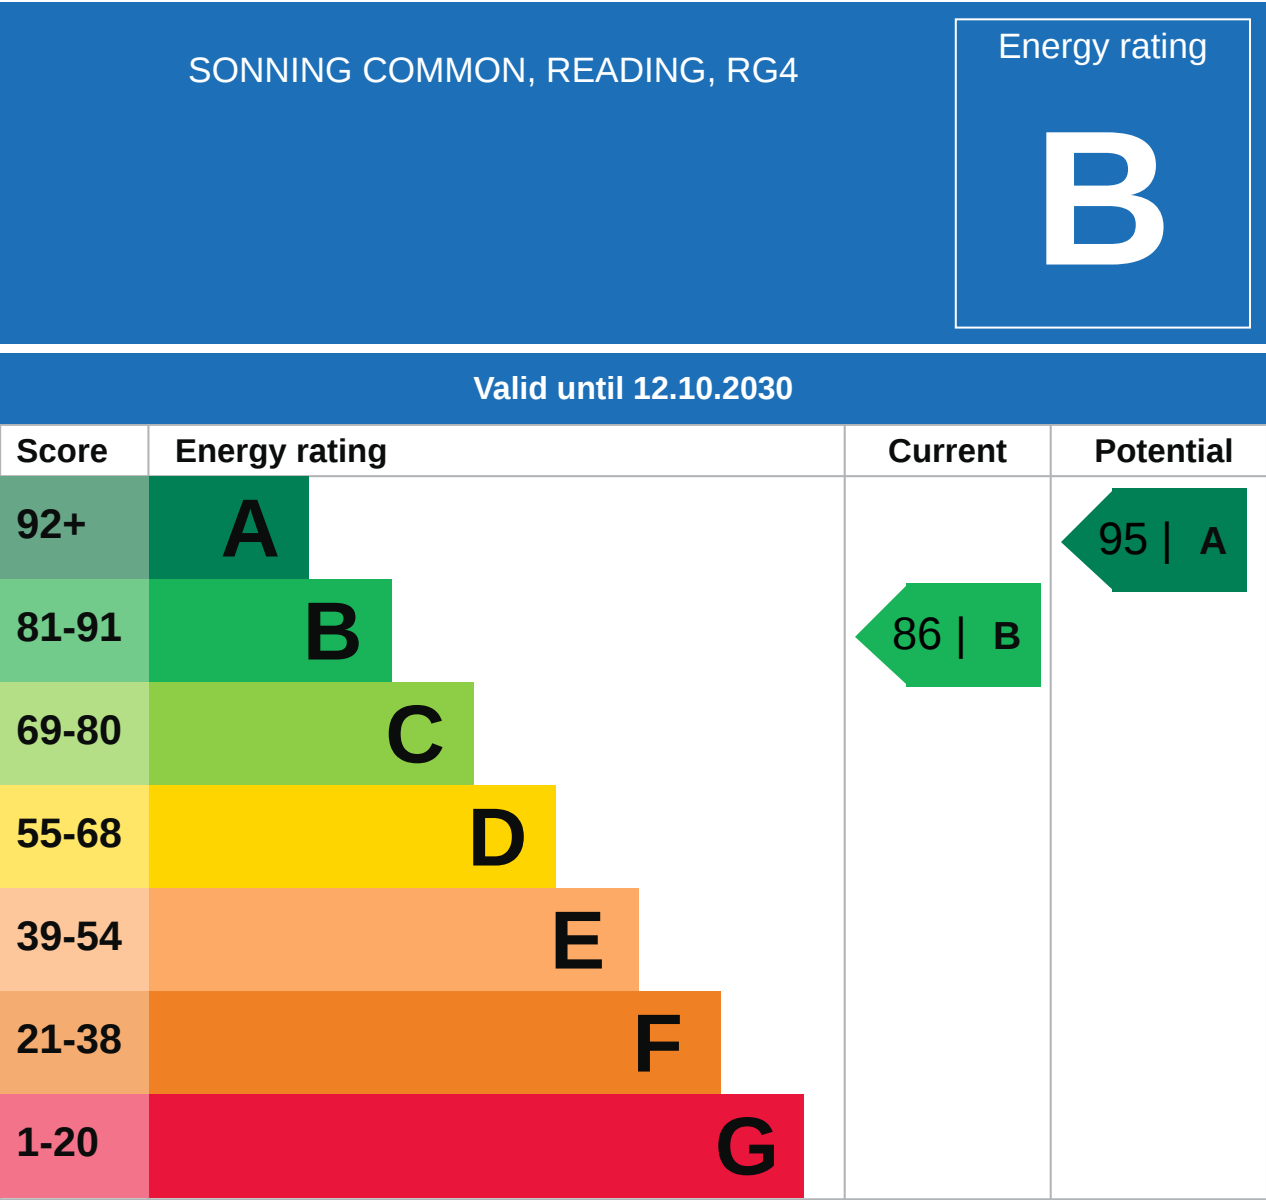 SONNING COMMON, READING, RG4
Energy rating
B
Valid until 12.10.2030
Score Energy rating Current Potential
92+ A 95 | A
81-91 B 86 | B
69-80 C
55-68 D
39-54 E
21-38 F
1-20 G